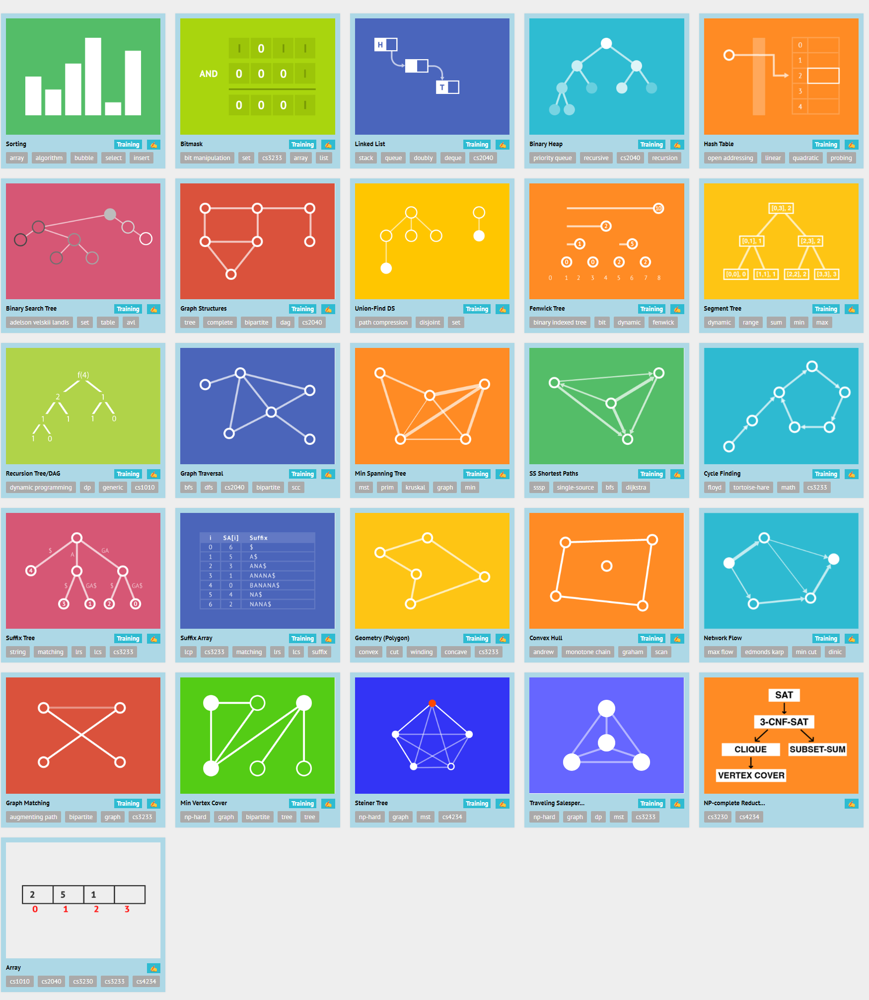 I 0 I I
AND 0 0 0 I
0 0 0 I
H
T
0
1
2
3
4
Sorting Training
array algorithm bubble select insert
Bitmask Training
bit manipulation set cs3233 array list
Linked List Training
stack queue doubly deque cs2040
Binary Heap Training
priority queue recursive cs2040 recursion
Hash Table Training
open addressing linear quadratic probing
10
2
1 5
0 0 2 2
0 1 2 3 4 5 6 7 8
[0,3], 2
[0,1], 1 [2,3], 2
[0,0], 0 [1,1], 1 [2,2], 2 [3,3], 3
Binary Search Tree Training
adelson velskii landis set table avl
Graph Structures Training
tree complete bipartite dag cs2040
Union-Find DS Training
path compression disjoint set
Fenwick Tree Training
binary indexed tree bit dynamic fenwick
Segment Tree Training
dynamic range sum min max
f(4)
2 1
1 1 1 0
1 0
Recursion Tree/DAG Training
dynamic programming dp generic cs1010
Graph Traversal Training
bfs dfs cs2040 bipartite scc
Min Spanning Tree Training
mst prim kruskal graph min
SS Shortest Paths Training
sssp single-source bfs dijkstra
Cycle Finding Training
floyd tortoise-hare math cs3233
$ A GA
4
$ GA$ $ GA$
3 1 2 0
i SA[i] Suffix
0 6 $
1 5 A$
2 3 ANA$
3 1 ANANA$
4 0 BANANA$
5 4 NA$
6 2 NANA$
Suffix Tree Training
string matching lrs lcs cs3233
Suffix Array Training
lcp cs3233 matching lrs lcs suffix
Geometry (Polygon) Training
convex cut winding concave cs3233
Convex Hull Training
andrew monotone chain graham scan
Network Flow Training
max flow edmonds karp min cut dinic
SAT
3-CNF-SAT
CLIQUE SUBSET-SUM
VERTEX COVER
Graph Matching Training
augmenting path bipartite graph cs3233
Min Vertex Cover Training
np-hard graph bipartite tree tree
Steiner Tree Training
np-hard graph mst cs4234
Traveling Salesper... Training
np-hard graph dp mst cs3233
NP-complete Reduct...
cs3230 cs4234
2 5 1
0 1 2 3
Array
cs1010 cs2040 cs3230 cs3233 cs4234